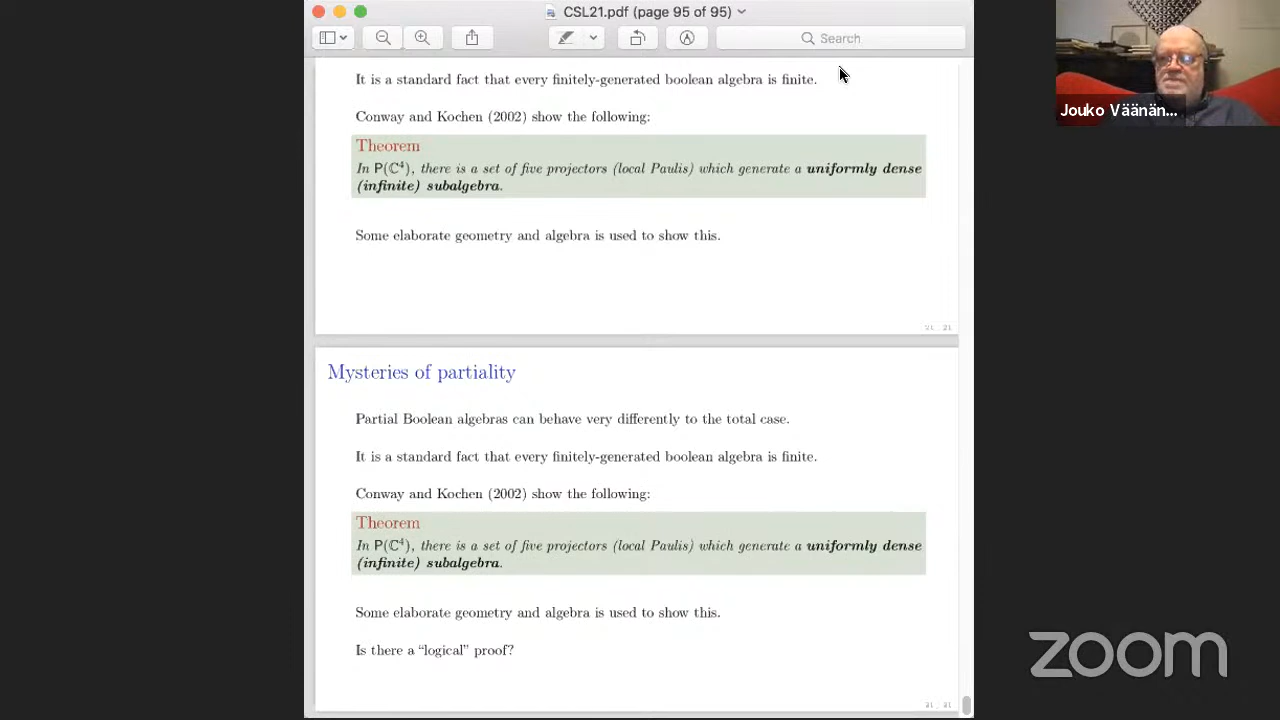 CSL21.pdf (page 95 of 95)
Search
It is a standard fact that every finitely-generated boolean algebra is finite.
Conway and Kochen (2002) show the following:
Theorem
In P(ℂ⁴), there is a set of five projectors (local Paulis) which generate a uniformly dense
(infinite) subalgebra.
Some elaborate geometry and algebra is used to show this.
21 / 21
Mysteries of partiality
Partial Boolean algebras can behave very differently to the total case.
It is a standard fact that every finitely-generated boolean algebra is finite.
Conway and Kochen (2002) show the following:
Theorem
In P(ℂ⁴), there is a set of five projectors (local Paulis) which generate a uniformly dense
(infinite) subalgebra.
Some elaborate geometry and algebra is used to show this.
Is there a “logical” proof?
21 / 21
Jouko Väänän...
zoom